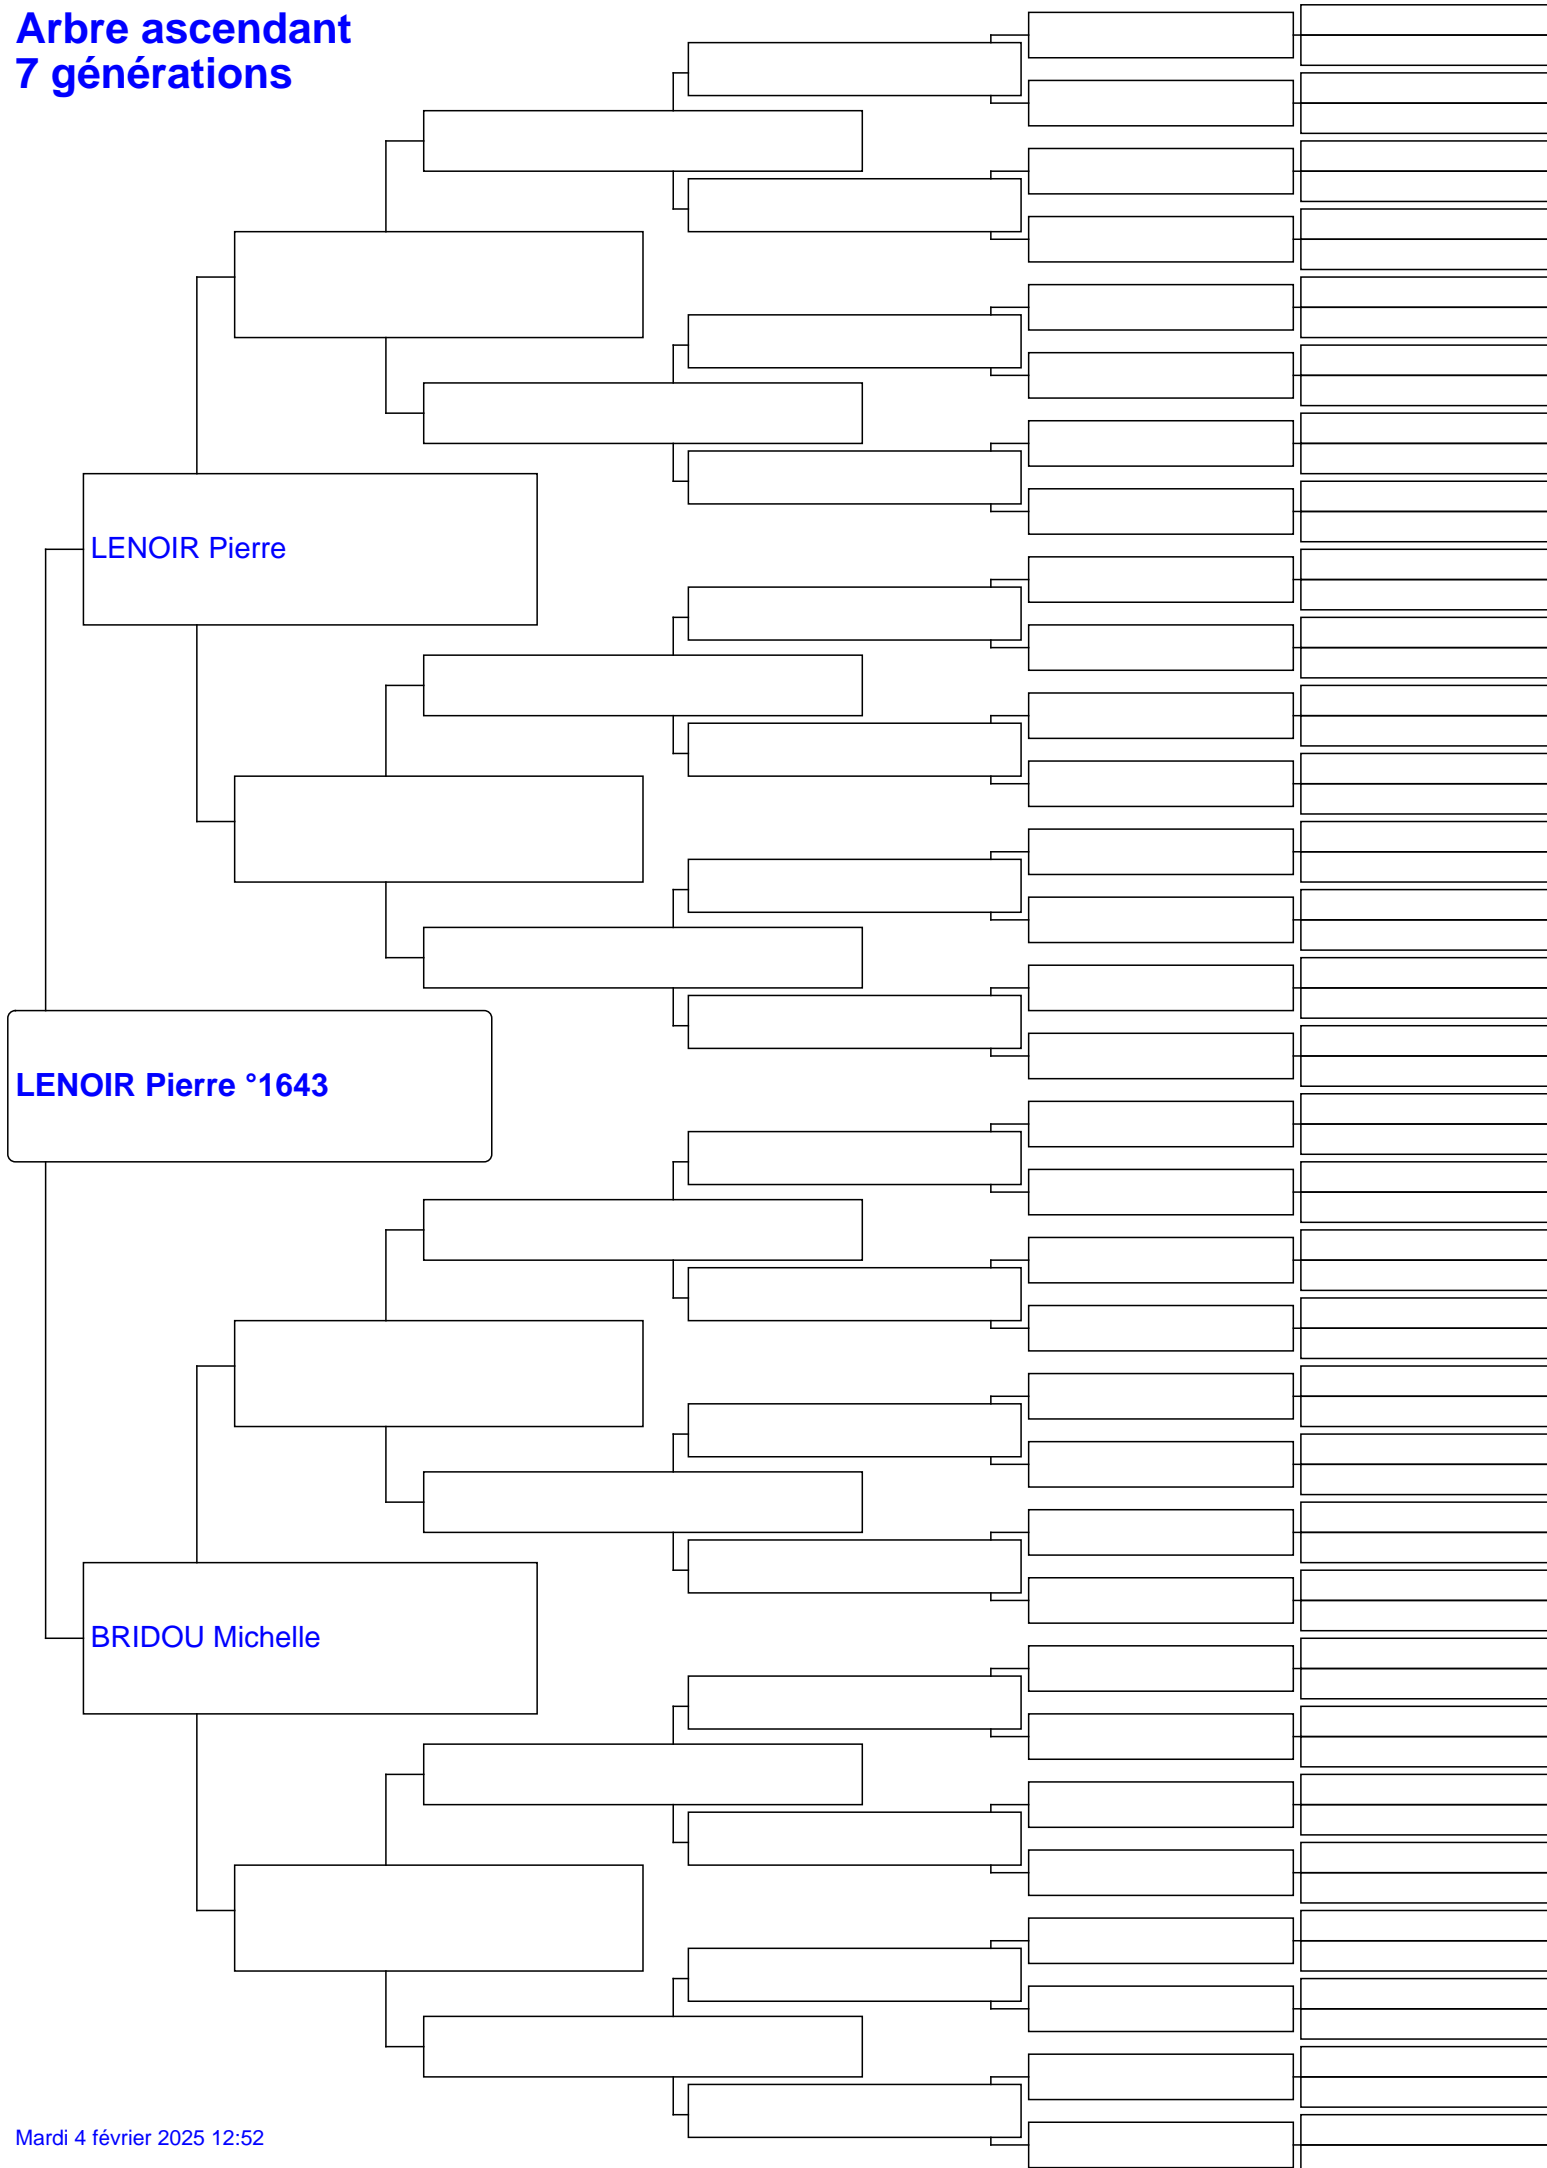 Arbre ascendant
7 générations
LENOIR Pierre
LENOIR Pierre °1643
BRIDOU Michelle
Mardi 4 février 2025 12:52